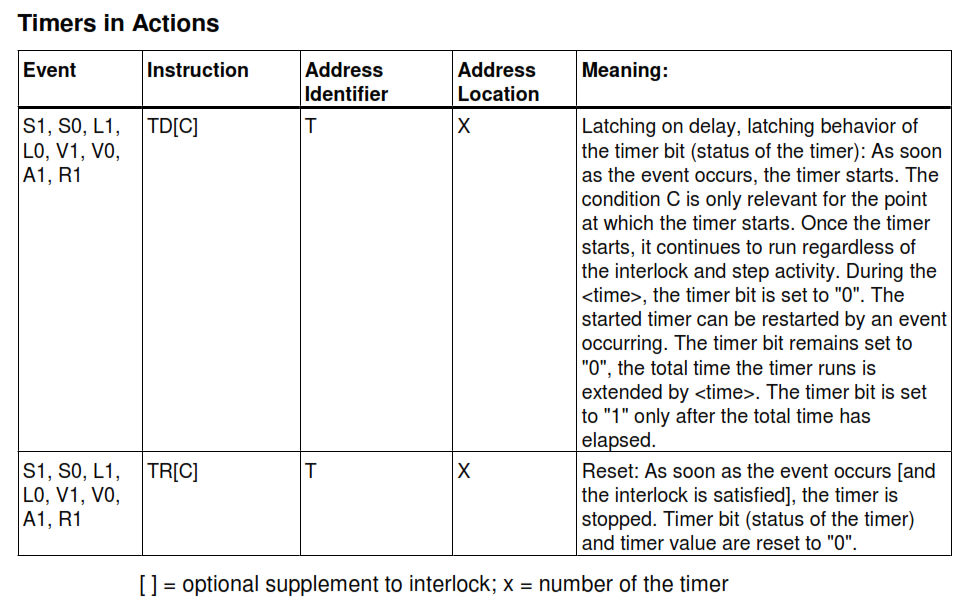 Timers in Actions
Event Instruction Address Identifier Address Location Meaning:
S1, S0, L1, L0, V1, V0, A1, R1
TD[C]
T
X
Latching on delay, latching behavior of
the timer bit (status of the timer): As soon
as the event occurs, the timer starts. The
condition C is only relevant for the point
at which the timer starts. Once the timer
starts, it continues to run regardless of
the interlock and step activity. During the
<time>, the timer bit is set to "0". The
started timer can be restarted by an event
occurring. The timer bit remains set to
"0", the total time the timer runs is
extended by <time>. The timer bit is set
to "1" only after the total time has
elapsed.
S1, S0, L1, L0, V1, V0, A1, R1
TR[C]
T
X
Reset: As soon as the event occurs [and
the interlock is satisfied], the timer is
stopped. Timer bit (status of the timer)
and timer value are reset to "0".
[ ] = optional supplement to interlock; x = number of the timer